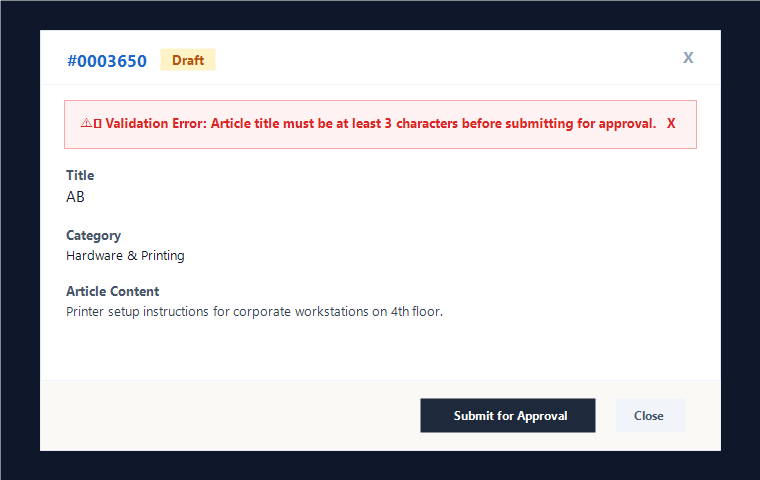 #0003650 Draft X
⚠️ Validation Error: Article title must be at least 3 characters before submitting for approval. X
Title
AB
Category
Hardware & Printing
Article Content
Printer setup instructions for corporate workstations on 4th floor.
Submit for Approval Close